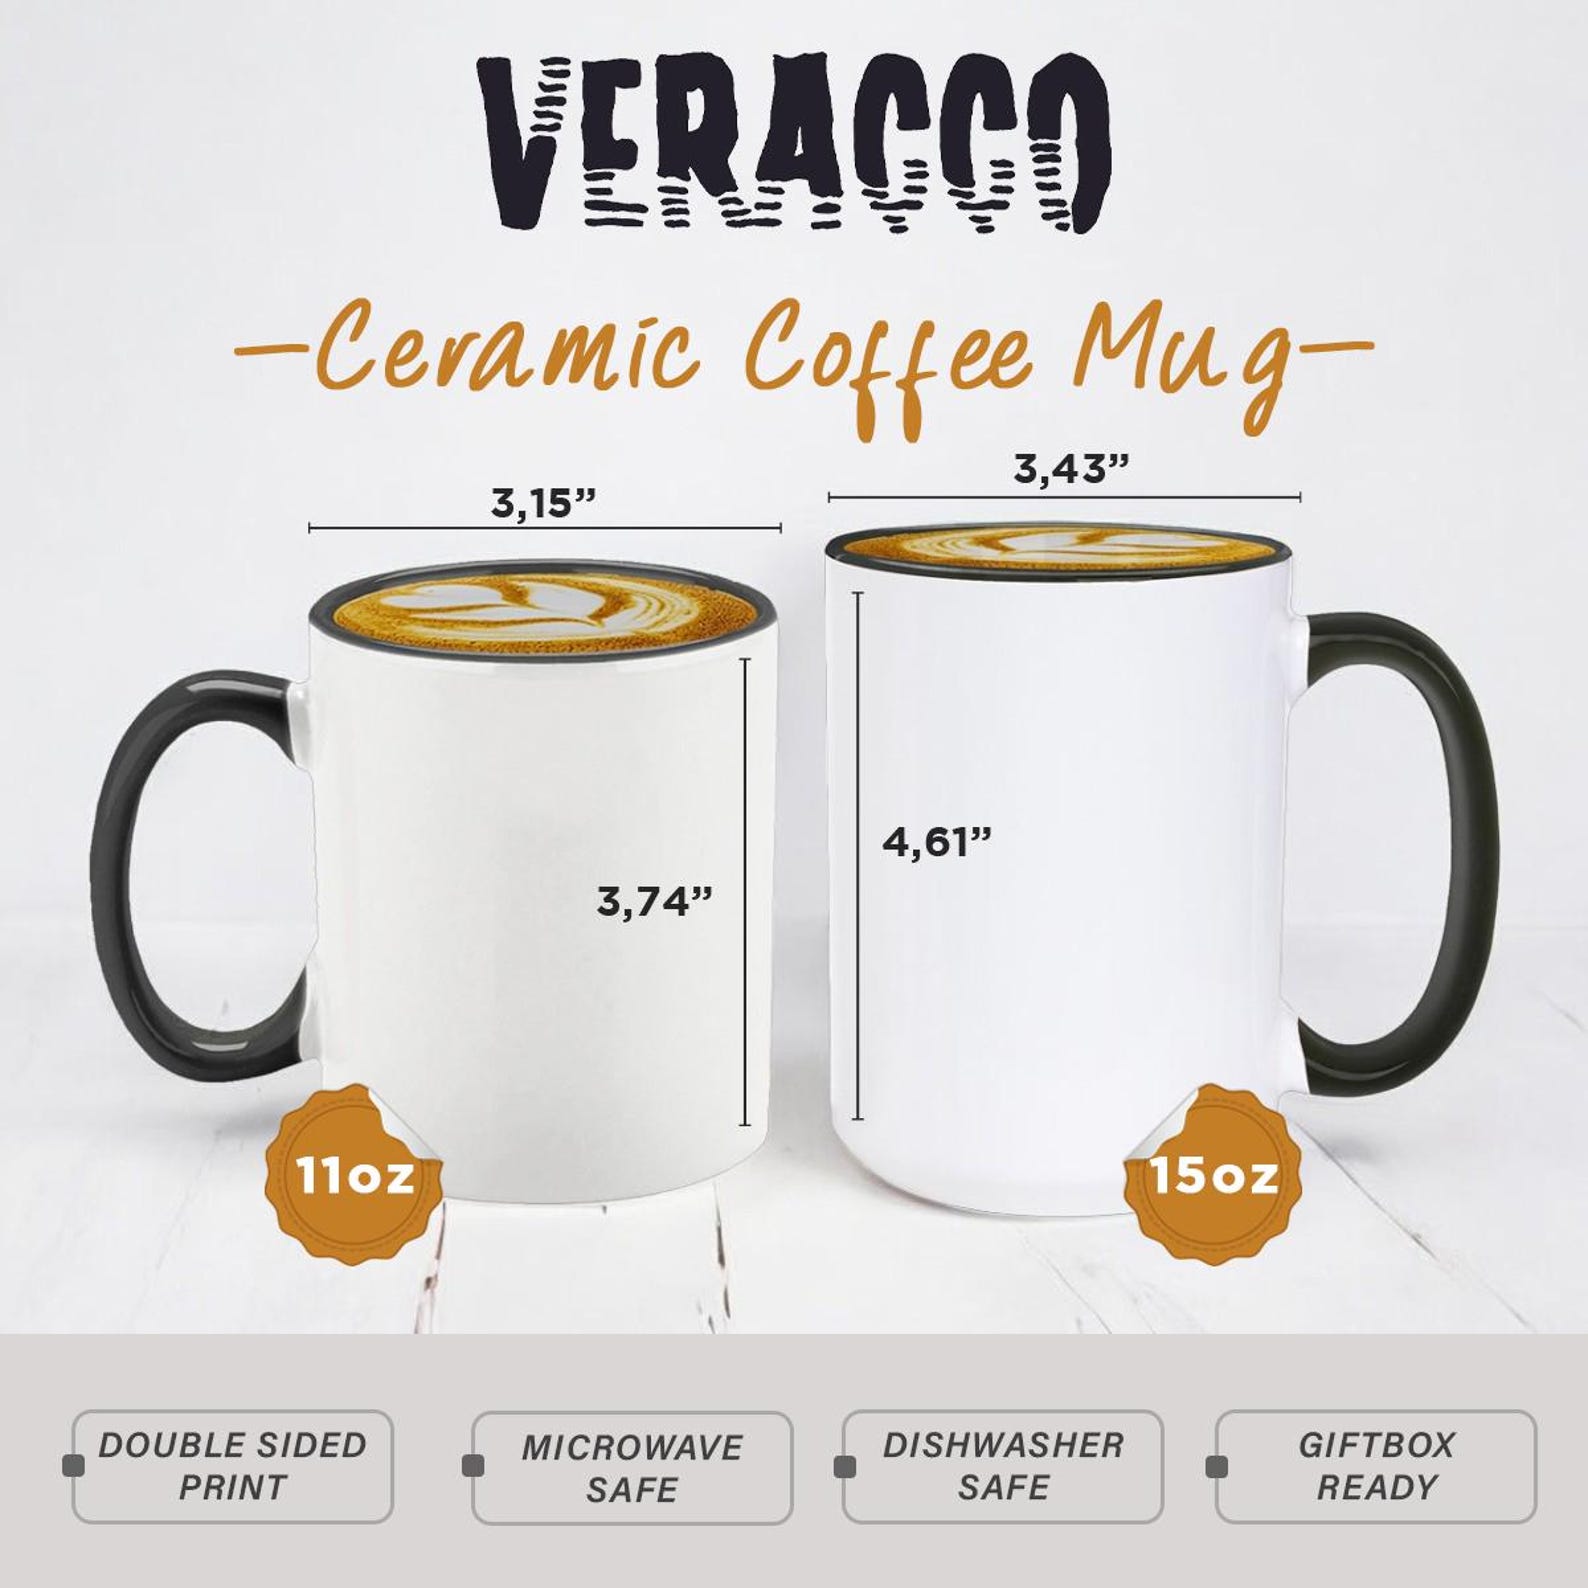 VERACCO
—Ceramic Coffee Mug—
3,15”
3,43”
3,74”
4,61”
11oz
15oz
DOUBLE SIDED
PRINT
MICROWAVE
SAFE
DISHWASHER
SAFE
GIFTBOX
READY